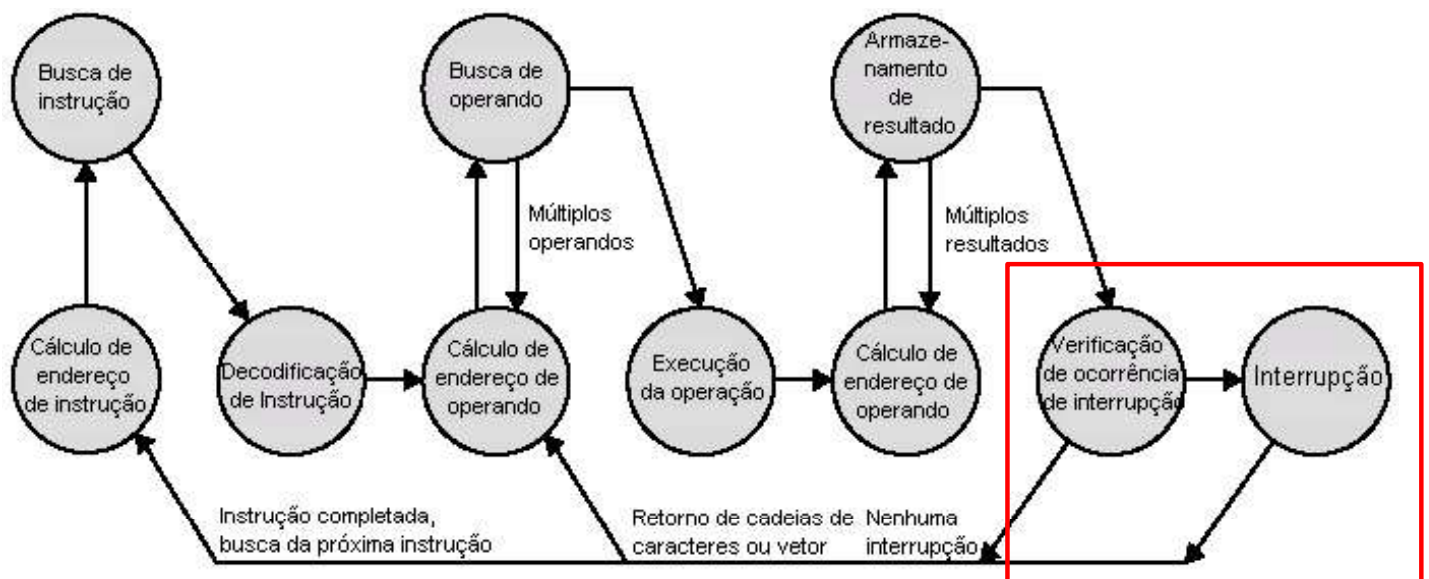 Busca de
instrução
Busca de
operando
Armaze-
namento
de
resultado
Múltiplos
operandos
Múltiplos
resultados
Cálculo de
endereço
de instrução
Decodificação
de Instrução
Cálculo de
endereço de
operando
Execução
da operação
Cálculo de
endereço de
operando
Verificação
de ocorrência
de interrupção
Interrupção
Instrução completada,
busca da próxima instrução
Retorno de cadeias de
caracteres ou vetor
Nenhuma
interrupção